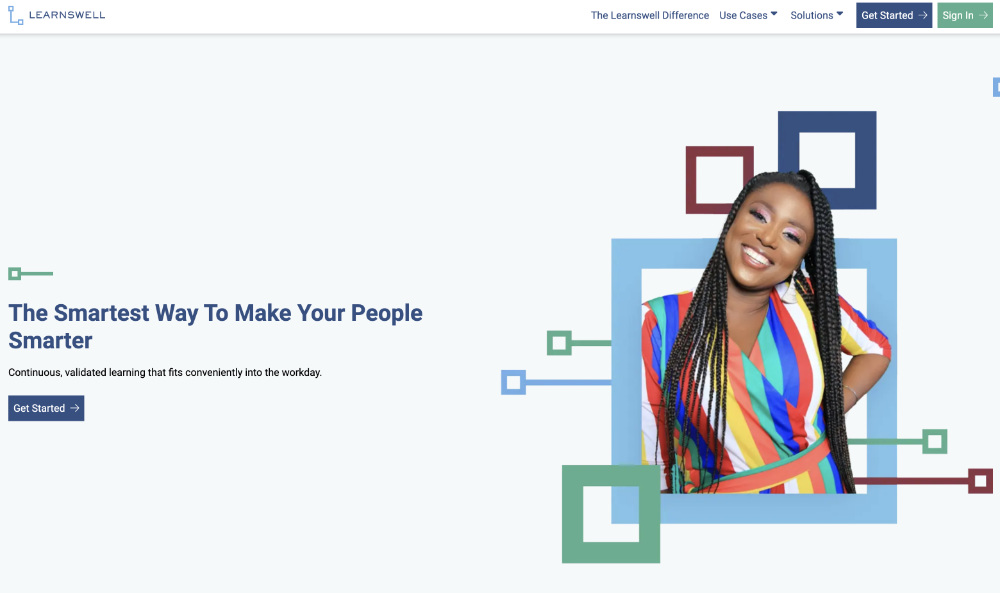 LEARNSWELL
The Learnswell Difference Use Cases Solutions Get Started Sign In
The Smartest Way To Make Your People
Smarter
Continuous, validated learning that fits conveniently into the workday.
Get Started